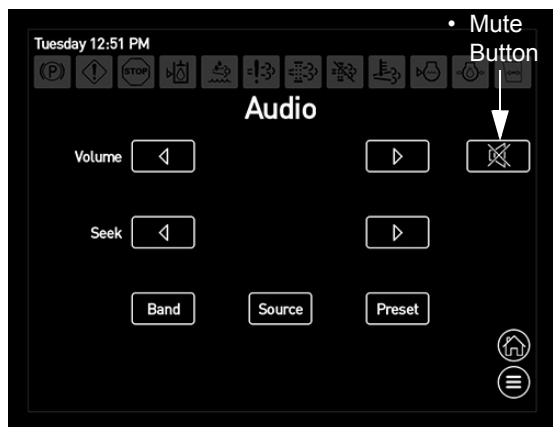 • Mute
Button
Tuesday 12:51 PM
(P) STOP
Audio
Volume
Seek
Band Source Preset